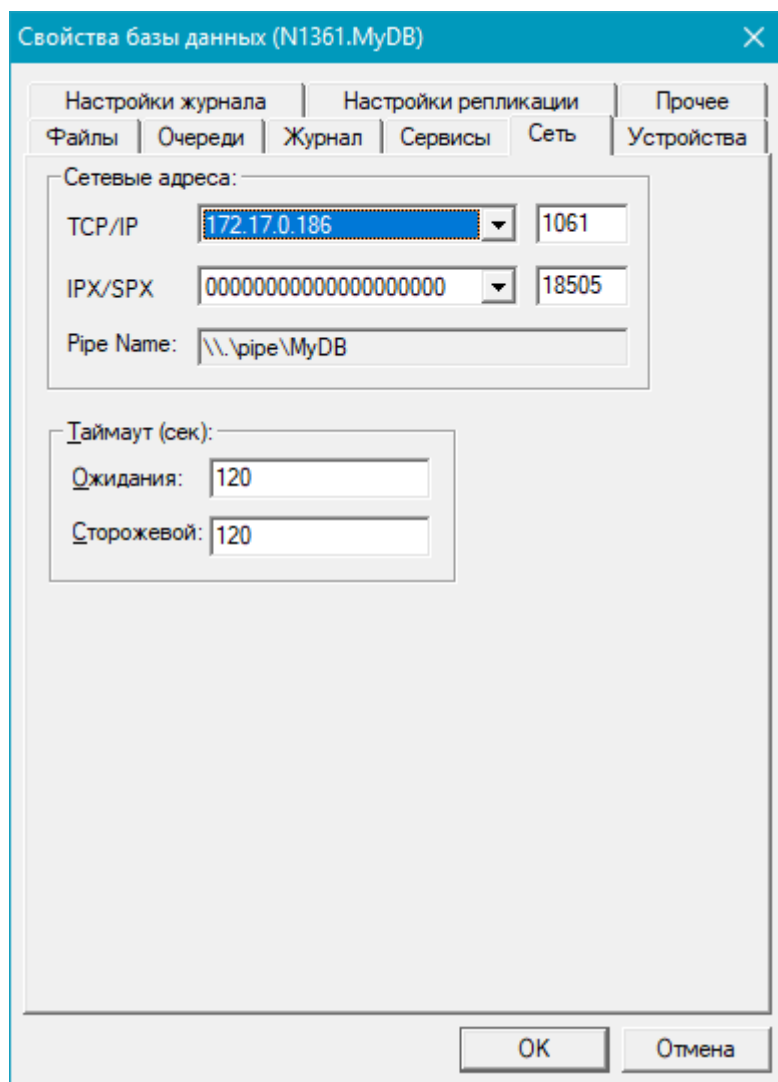 Свойства базы данных (N1361.MyDB)
Настройки журнала Настройки репликации Прочее
Файлы Очереди Журнал Сервисы Сеть Устройства
Сетевые адреса:
TCP/IP 172.17.0.186 1061
IPX/SPX 00000000000000000000 18505
Pipe Name: \\.\pipe\MyDB
Таймаут (сек):
Ожидания: 120
Сторожевой: 120
OK Отмена